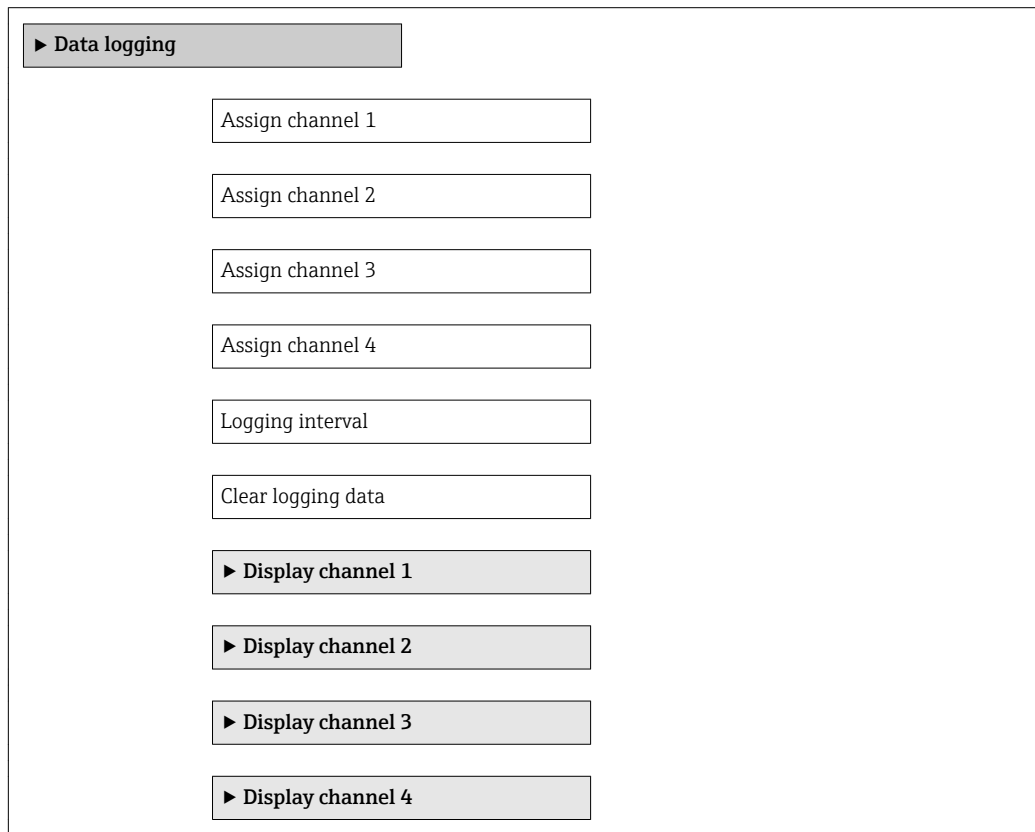 ▶ Data logging
Assign channel 1
Assign channel 2
Assign channel 3
Assign channel 4
Logging interval
Clear logging data
▶ Display channel 1
▶ Display channel 2
▶ Display channel 3
▶ Display channel 4